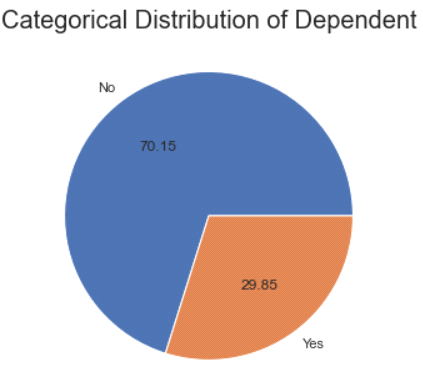 Categorical Distribution of Dependent
No
70.15
29.85
Yes